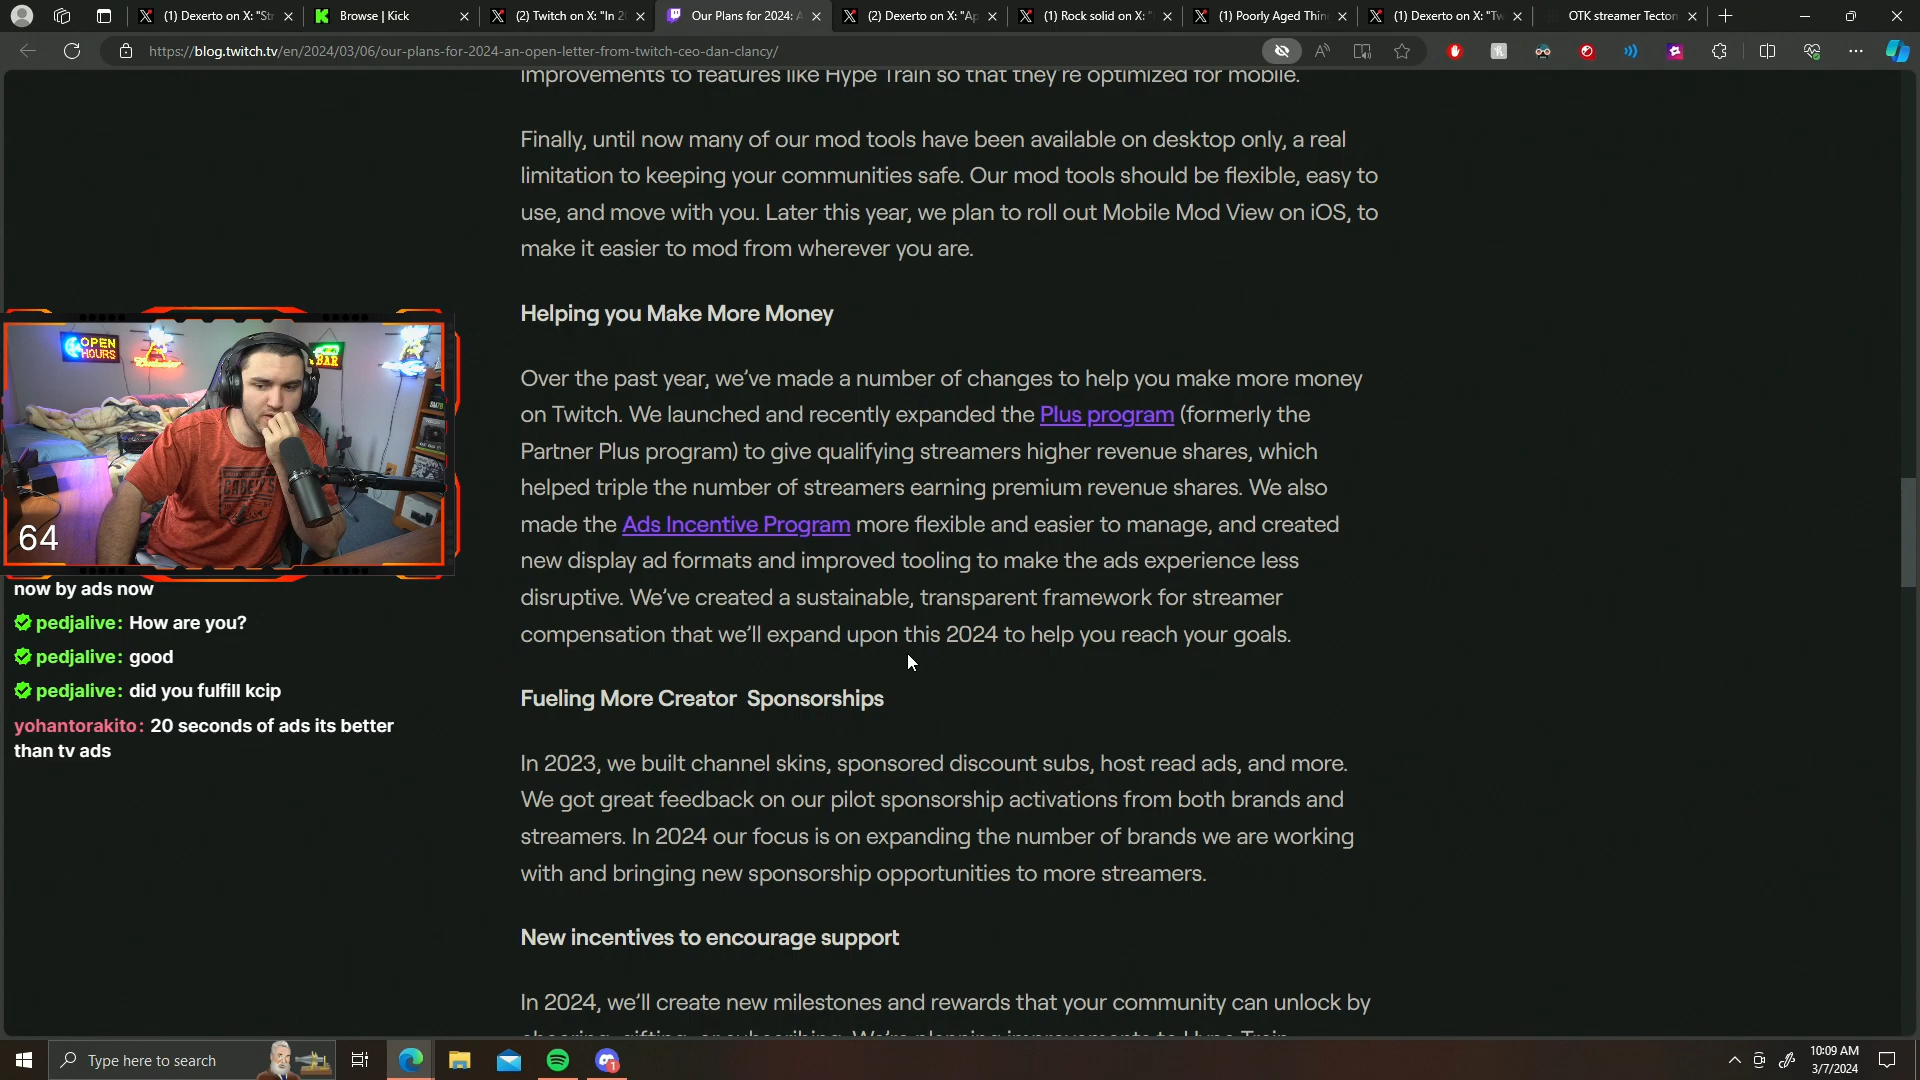 (1) Dexerto on X: "Str
Browse | Kick
(2) Twitch on X: "In 2
Our Plans for 2024: A
(2) Dexerto on X: "Ap
(1) Rock solid on X: "
(1) Poorly Aged Thin
(1) Dexerto on X: "Tw
OTK streamer Tecton
https://blog.twitch.tv/en/2024/03/06/our-plans-for-2024-an-open-letter-from-twitch-ceo-dan-clancy/
improvements to features like Hype Train so that they're optimized for mobile.
Finally, until now many of our mod tools have been available on desktop only, a real
limitation to keeping your communities safe. Our mod tools should be flexible, easy to
use, and move with you. Later this year, we plan to roll out Mobile Mod View on iOS, to
make it easier to mod from wherever you are.
Helping you Make More Money
Over the past year, we've made a number of changes to help you make more money
on Twitch. We launched and recently expanded the Plus program (formerly the
Partner Plus program) to give qualifying streamers higher revenue shares, which
helped triple the number of streamers earning premium revenue shares. We also
made the Ads Incentive Program more flexible and easier to manage, and created
new display ad formats and improved tooling to make the ads experience less
disruptive. We've created a sustainable, transparent framework for streamer
compensation that we'll expand upon this 2024 to help you reach your goals.
Fueling More Creator Sponsorships
In 2023, we built channel skins, sponsored discount subs, host read ads, and more.
We got great feedback on our pilot sponsorship activations from both brands and
streamers. In 2024 our focus is on expanding the number of brands we are working
with and bringing new sponsorship opportunities to more streamers.
New incentives to encourage support
In 2024, we'll create new milestones and rewards that your community can unlock by
OPEN
HOURS
BAR
64
now by ads now
pedjalive: How are you?
pedjalive: good
pedjalive: did you fulfill kcip
yohantorakito: 20 seconds of ads its better
than tv ads
Type here to search
10:09 AM
3/7/2024